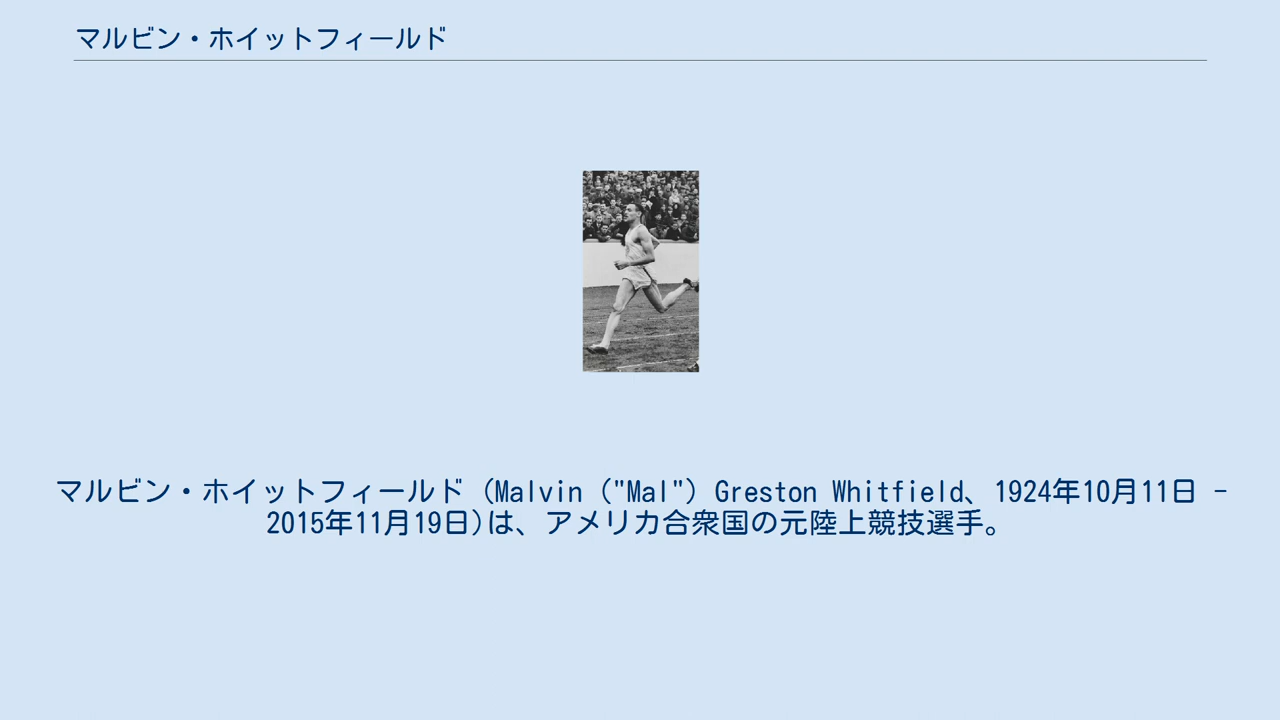 マルビン・ホイットフィールド
マルビン・ホイットフィールド (Malvin ("Mal") Greston Whitfield、1924年10月11日 -
2015年11月19日)は、アメリカ合衆国の元陸上競技選手。